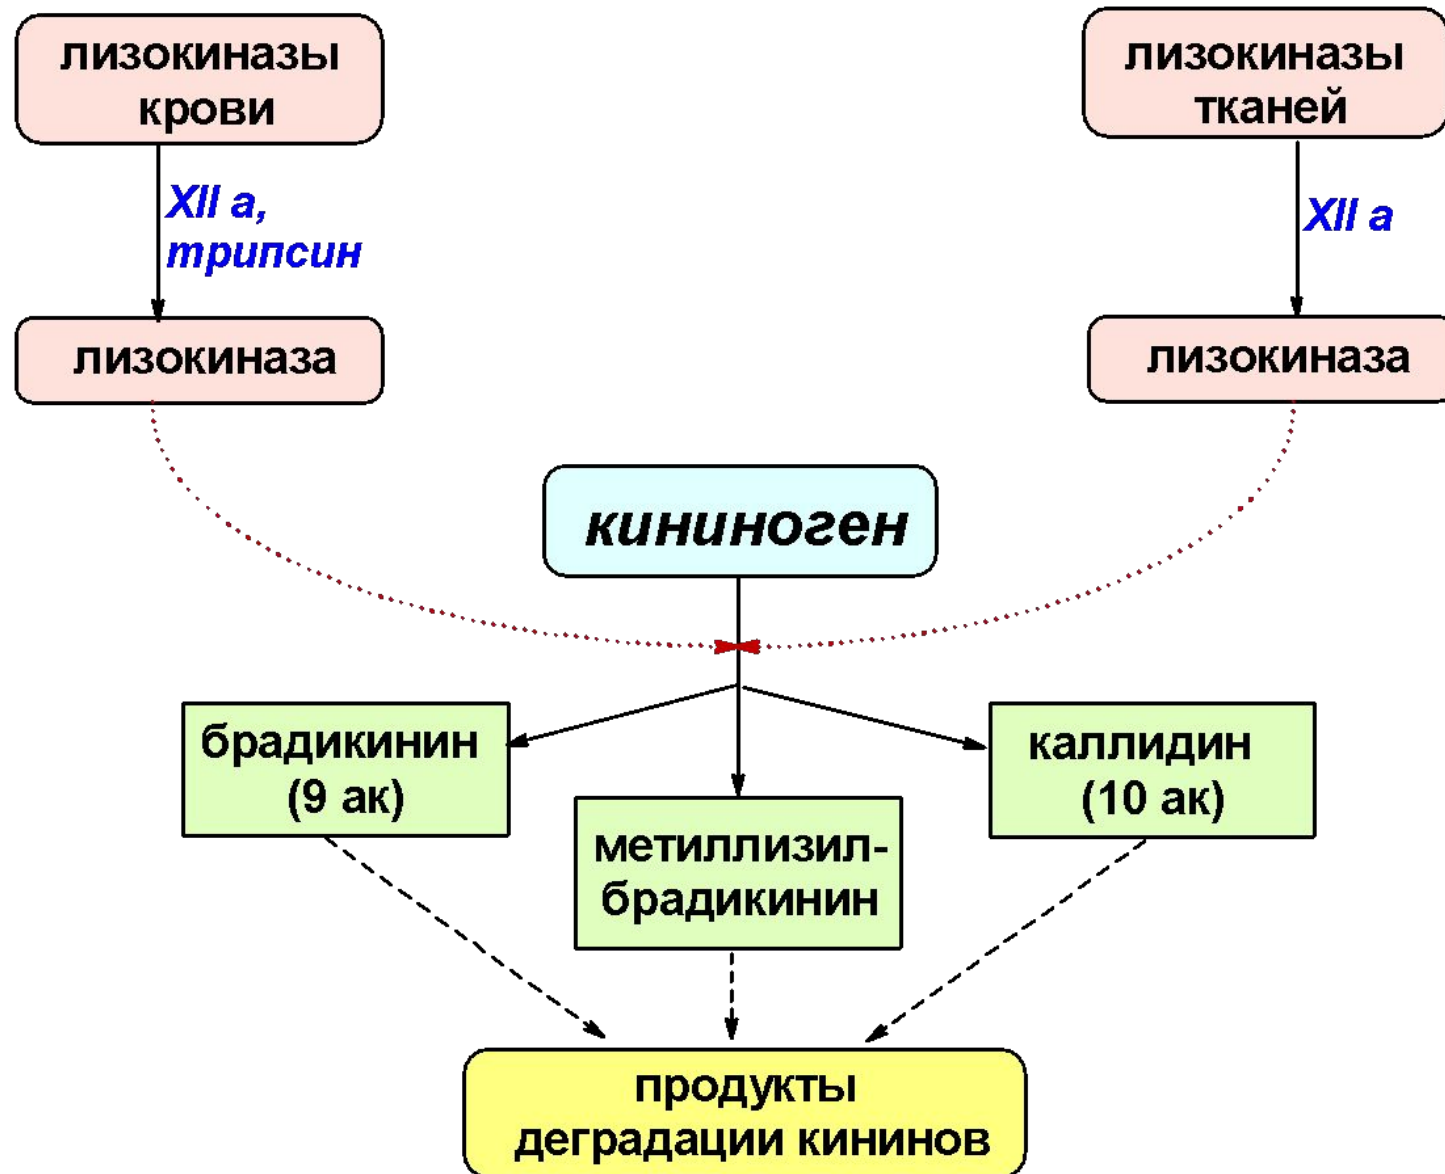 лизокиназы
крови
лизокиназы
тканей
XII а,
трипсин
XII а
лизокиназа
лизокиназа
кининоген
брадикинин
(9 ак)
метиллизил-
брадикинин
каллидин
(10 ак)
продукты
деградации кининов